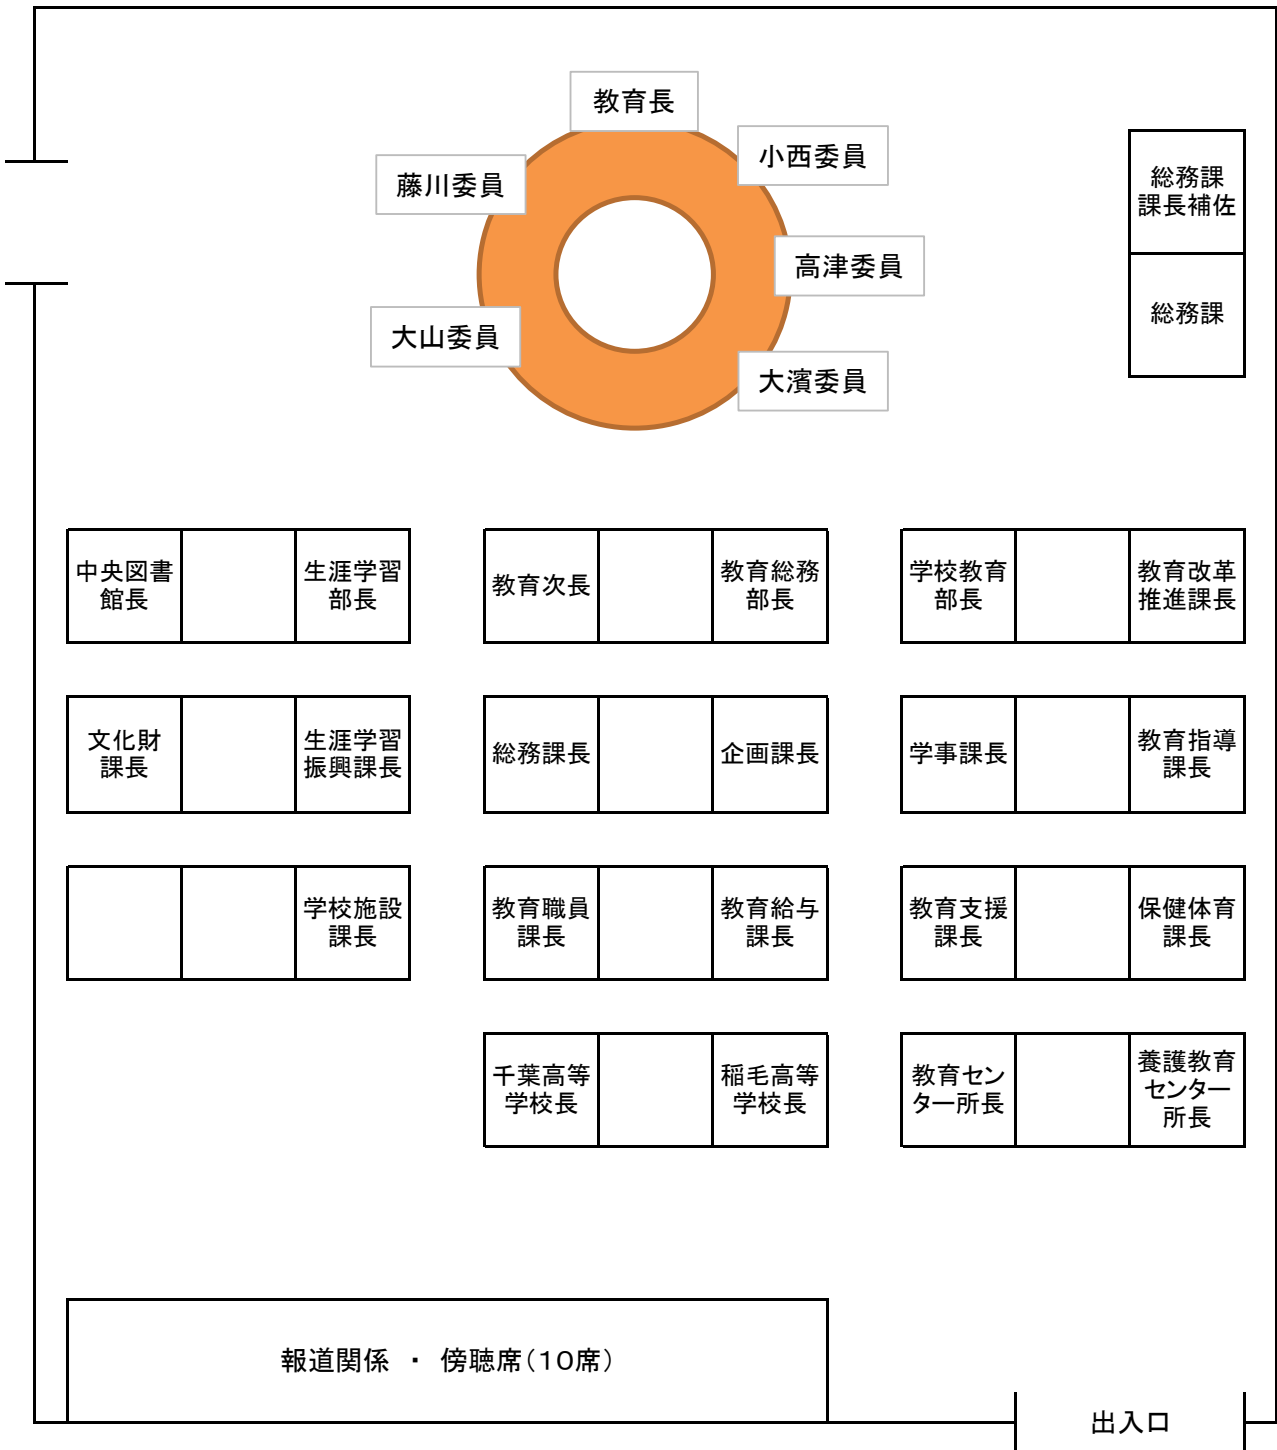 教育長
小西委員
藤川委員
高津委員
大山委員
大濱委員
総務課
課長補佐
総務課
中央図書
館長
生涯学習
部長
教育次長
教育総務
部長
学校教育
部長
教育改革
推進課長
文化財
課長
生涯学習
振興課長
総務課長
企画課長
学事課長
教育指導
課長
学校施設
課長
教育職員
課長
教育給与
課長
教育支援
課長
保健体育
課長
千葉高等
学校長
稲毛高等
学校長
教育セン
ター所長
養護教育
センター
所長
報道関係 ・ 傍聴席（１０席）
出入口